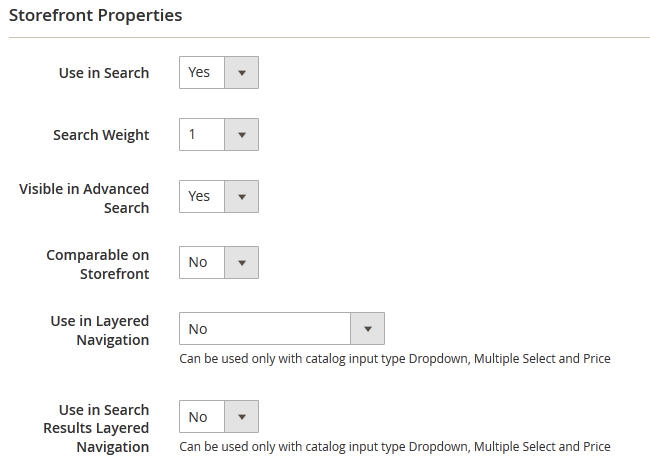 Storefront Properties
Use in Search
Yes
Search Weight
1
Visible in Advanced
Search
Yes
Comparable on
Storefront
No
Use in Layered
Navigation
No
Can be used only with catalog input type Dropdown, Multiple Select and Price
Use in Search
Results Layered
Navigation
No
Can be used only with catalog input type Dropdown, Multiple Select and Price